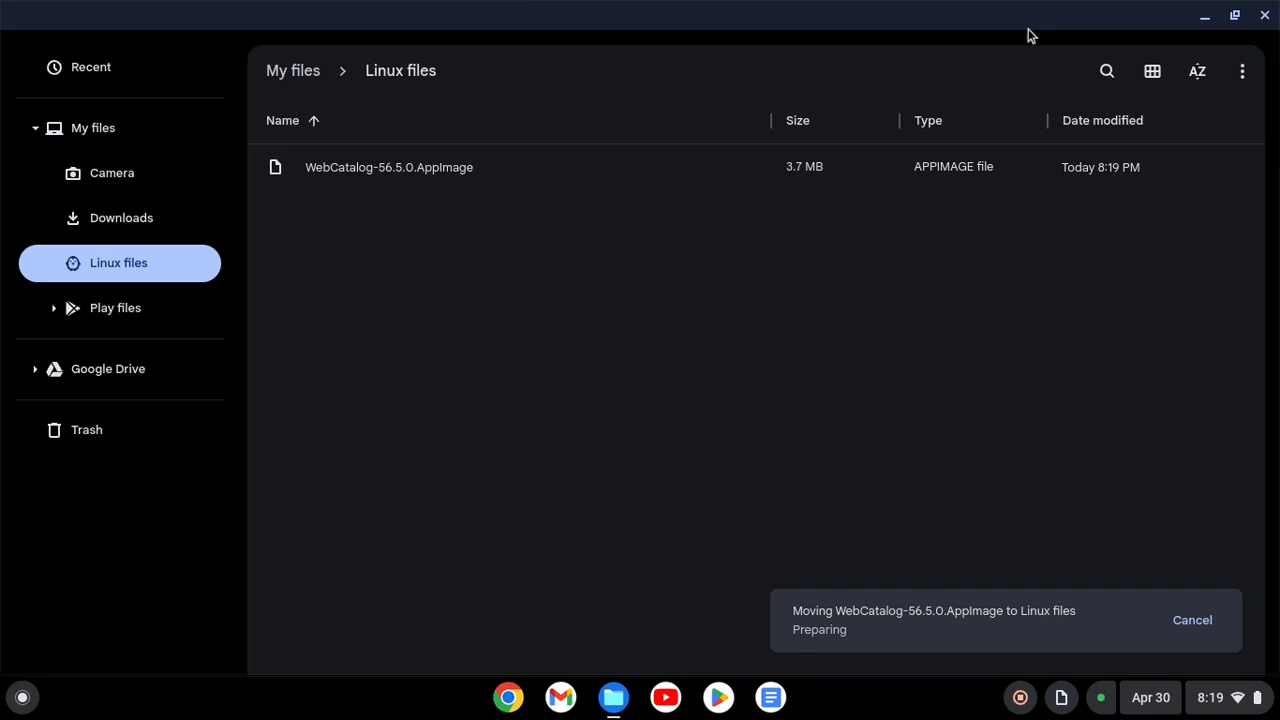 Recent
My files
Camera
Downloads
Linux files
Play files
Google Drive
Trash
My files
Linux files
AZ
Name
Size
Type
Date modified
WebCatalog-56.5.0.AppImage
3.7 MB
APPIMAGE file
Today 8:19 PM
Moving WebCatalog-56.5.0.AppImage to Linux files
Preparing
Cancel
Apr 30
8:19